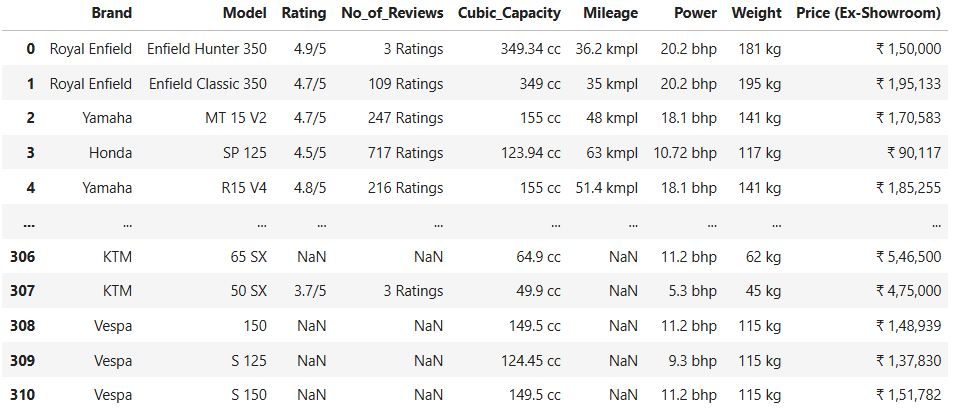 Brand Model Rating No_of_Reviews Cubic_Capacity Mileage Power Weight Price (Ex-Showroom)
0 Royal Enfield Enfield Hunter 350 4.9/5 3 Ratings 349.34 cc 36.2 kmpl 20.2 bhp 181 kg ₹ 1,50,000
1 Royal Enfield Enfield Classic 350 4.7/5 109 Ratings 349 cc 35 kmpl 20.2 bhp 195 kg ₹ 1,95,133
2 Yamaha MT 15 V2 4.7/5 247 Ratings 155 cc 48 kmpl 18.1 bhp 141 kg ₹ 1,70,583
3 Honda SP 125 4.5/5 717 Ratings 123.94 cc 63 kmpl 10.72 bhp 117 kg ₹ 90,117
4 Yamaha R15 V4 4.8/5 216 Ratings 155 cc 51.4 kmpl 18.1 bhp 141 kg ₹ 1,85,255
... ... ... ... ... ... ... ... ... ...
306 KTM 65 SX NaN NaN 64.9 cc NaN 11.2 bhp 62 kg ₹ 5,46,500
307 KTM 50 SX 3.7/5 3 Ratings 49.9 cc NaN 5.3 bhp 45 kg ₹ 4,75,000
308 Vespa 150 NaN NaN 149.5 cc NaN 11.2 bhp 115 kg ₹ 1,48,939
309 Vespa S 125 NaN NaN 124.45 cc NaN 9.3 bhp 115 kg ₹ 1,37,830
310 Vespa S 150 NaN NaN 149.5 cc NaN 11.2 bhp 115 kg ₹ 1,51,782